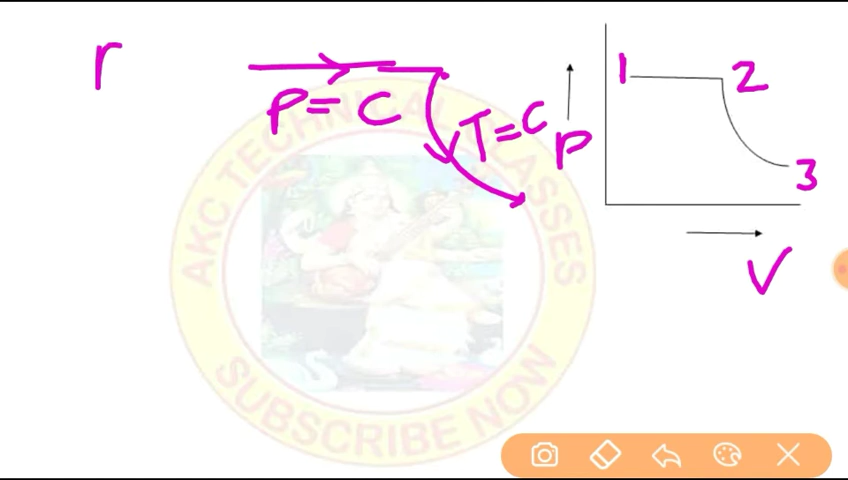 r
P = C
T = C
P
1
2
3
V
AKC TECHNICAL CLASSES
SUBSCRIBE NOW